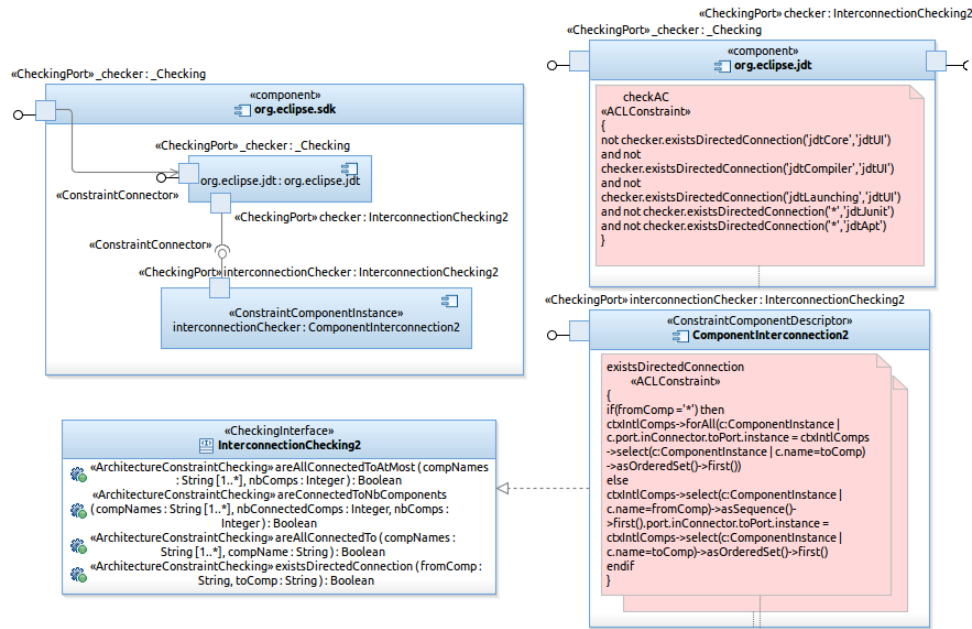 «CheckingPort» checker : InterconnectionChecking2
«CheckingPort» _checker : _Checking
«component»
org.eclipse.jdt
checkAC
«ACLConstraint»
{
not checker.existsDirectedConnection('jdtCore','jdtUI')
and not
checker.existsDirectedConnection('jdtCompiler','jdtUI')
and not
checker.existsDirectedConnection('jdtLaunching','jdtUI')
and not checker.existsDirectedConnection('*','jdtJunit')
and not checker.existsDirectedConnection('*','jdtApt')
}
«CheckingPort» _checker : _Checking
«component»
org.eclipse.sdk
«CheckingPort» _checker : _Checking
org.eclipse.jdt : org.eclipse.jdt
«ConstraintConnector»
«CheckingPort» checker : InterconnectionChecking2
«ConstraintConnector»
«CheckingPort» interconnectionChecker : InterconnectionChecking2
«ConstraintComponentInstance»
interconnectionChecker : ComponentInterconnection2
«CheckingPort» interconnectionChecker : InterconnectionChecking2
«ConstraintComponentDescriptor»
ComponentInterconnection2
existsDirectedConnection
«ACLConstraint»
{
if(fromComp ='*') then
ctxIntlComps->forAll(c:ComponentInstance |
c.port.inConnector.toPort.instance = ctxIntlComps
->select(c:ComponentInstance | c.name=toComp)
->asOrderedSet()->first())
else
ctxIntlComps->select(c:ComponentInstance |
c.name=fromComp)->asSequence()-
>first().port.inConnector.toPort.instance =
ctxIntlComps->select(c:ComponentInstance |
c.name=toComp)->asOrderedSet()->first()
endif
}
«CheckingInterface»
InterconnectionChecking2
«ArchitectureConstraintChecking» areAllConnectedToAtMost ( compNames
: String [1..*], nbComps : Integer ) : Boolean
«ArchitectureConstraintChecking» areConnectedToNbComponents
( compNames : String [1..*], nbConnectedComps : Integer, nbComps :
Integer ) : Boolean
«ArchitectureConstraintChecking» areAllConnectedTo ( compNames :
String [1..*], compName : String ) : Boolean
«ArchitectureConstraintChecking» existsDirectedConnection ( fromComp :
String, toComp : String ) : Boolean